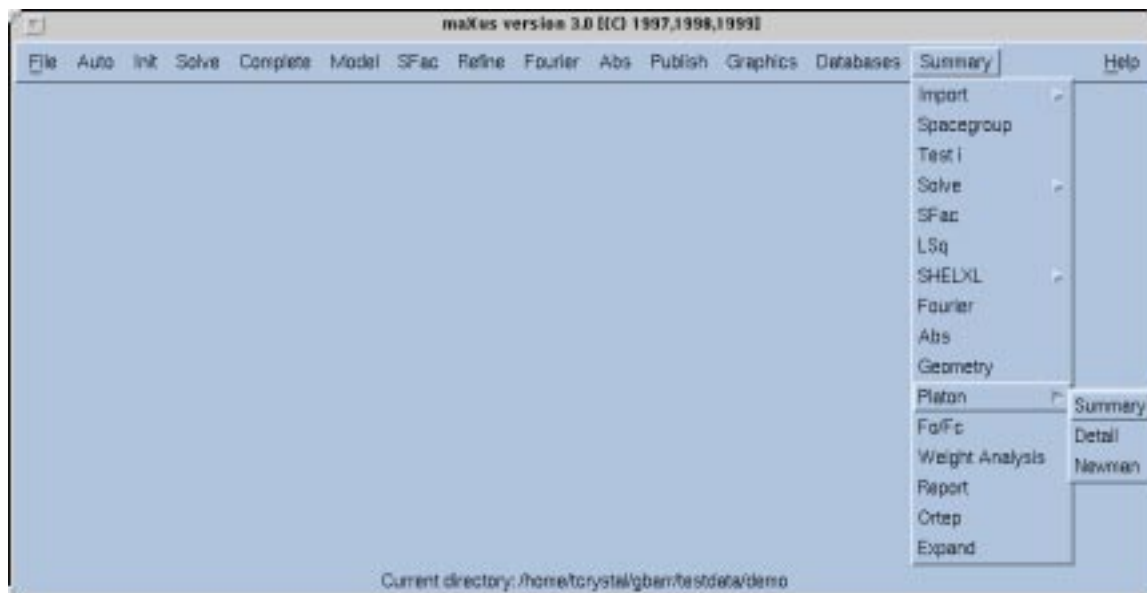 maXus version 3.0 [(C) 1997,1998,1999]
File Auto Init Solve Complete Model SFac Refine Fourier Abs Publish Graphics Databases Summary Help
Import
Spacegroup
Test i
Solve
SFac
LSq
SHELXL
Fourier
Abs
Geometry
Platon
Summary
Fo/Fc
Detail
Weight Analysis
Newman
Report
Ortep
Expand
Current directory: /home/tcrystal/gbarr/testdata/demo